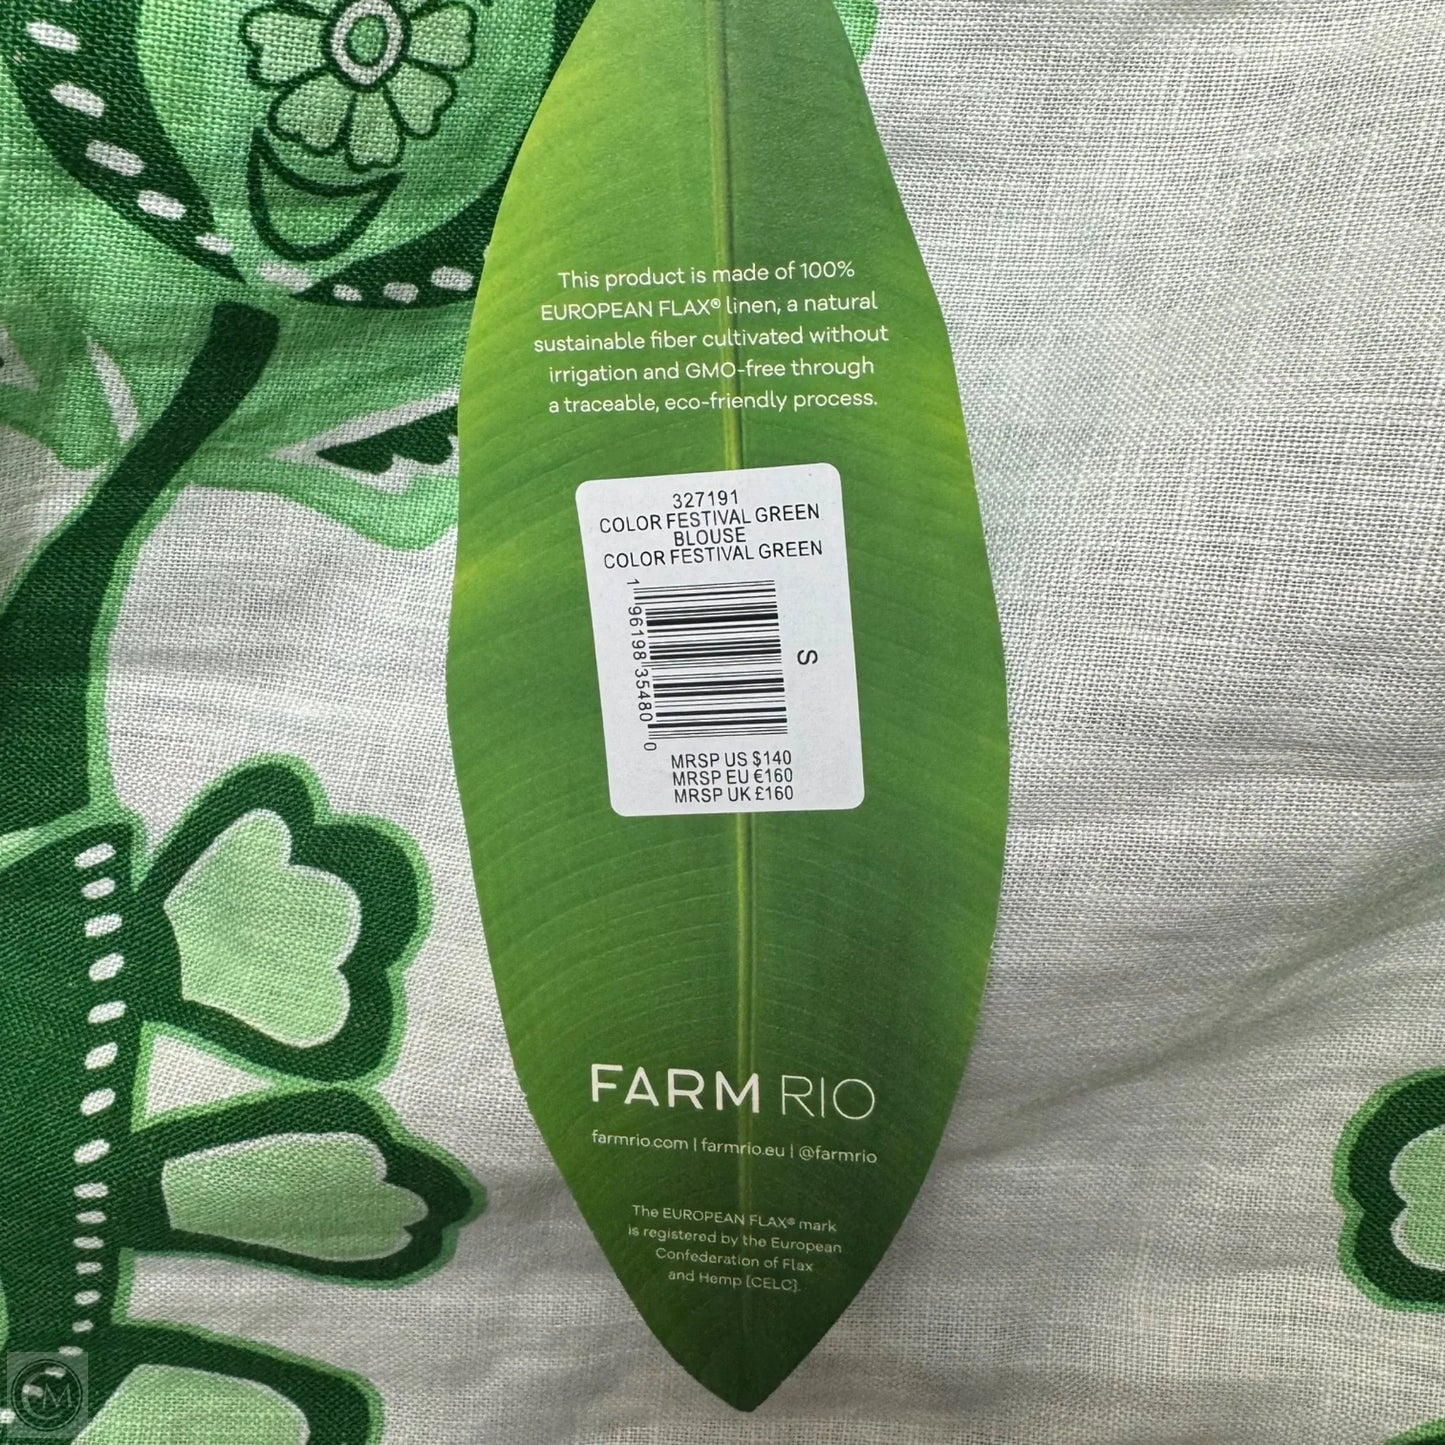 This product is made of 100%
EUROPEAN FLAX® linen, a natural
sustainable fiber cultivated without
irrigation and GMO-free through
a traceable, eco-friendly process.
327191
COLOR FESTIVAL GREEN
BLOUSE
COLOR FESTIVAL GREEN
1 96198 35480 0
S
MRSP US $140
MRSP EU €160
MRSP UK £160
FARM RIO
farmrio.com | farmrio.eu | @farmrio
The EUROPEAN FLAX® mark
is registered by the European
Confederation of Flax
and Hemp [CELC].